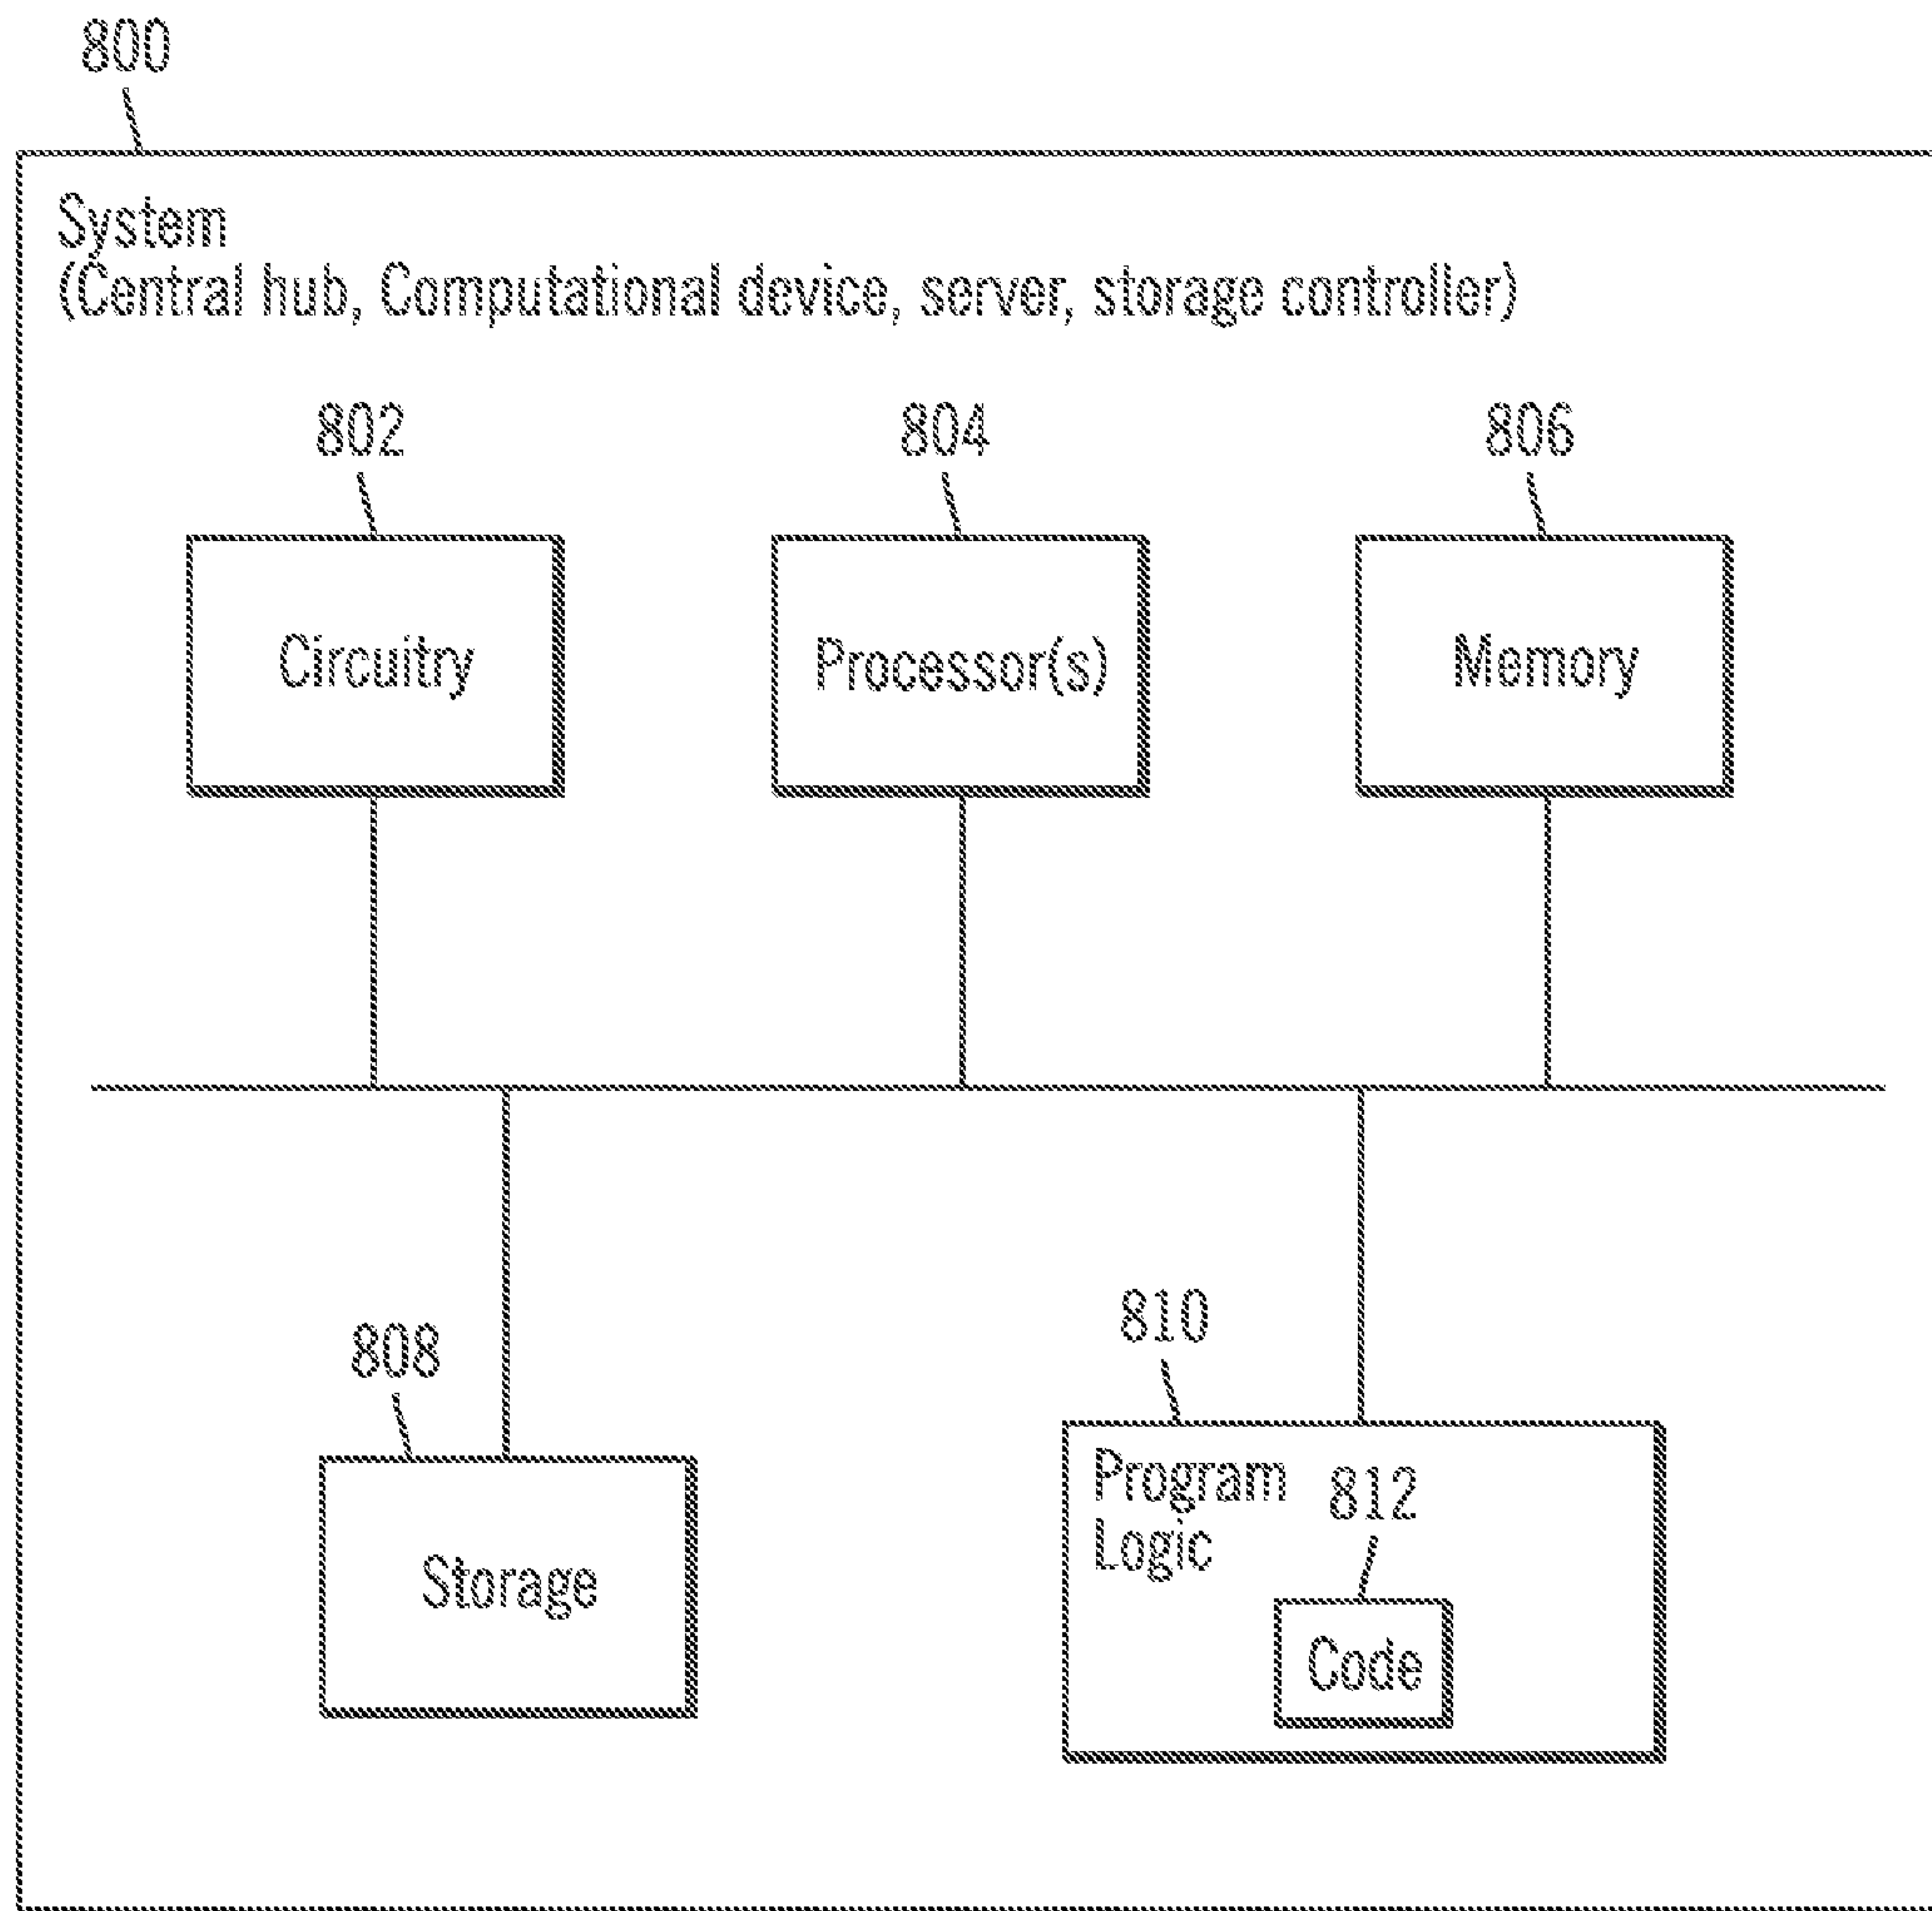 800
System
(Central hub, Computational device, server, storage controller)
802
804
806
Circuitry
Processor(s)
Memory
808
810
Storage
Program
Logic
812
Code